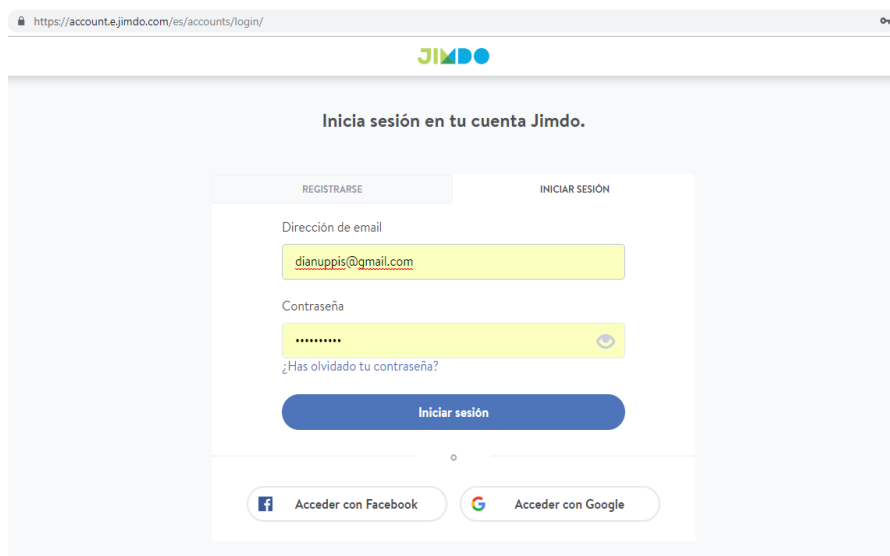 https://account.e.jimdo.com/es/accounts/login/
JIMDO
Inicia sesión en tu cuenta Jimdo.
REGISTRARSE
INICIAR SESIÓN
Dirección de email
dianuppis@gmail.com
Contraseña
••••••••••
¿Has olvidado tu contraseña?
Iniciar sesión
o
Acceder con Facebook
Acceder con Google